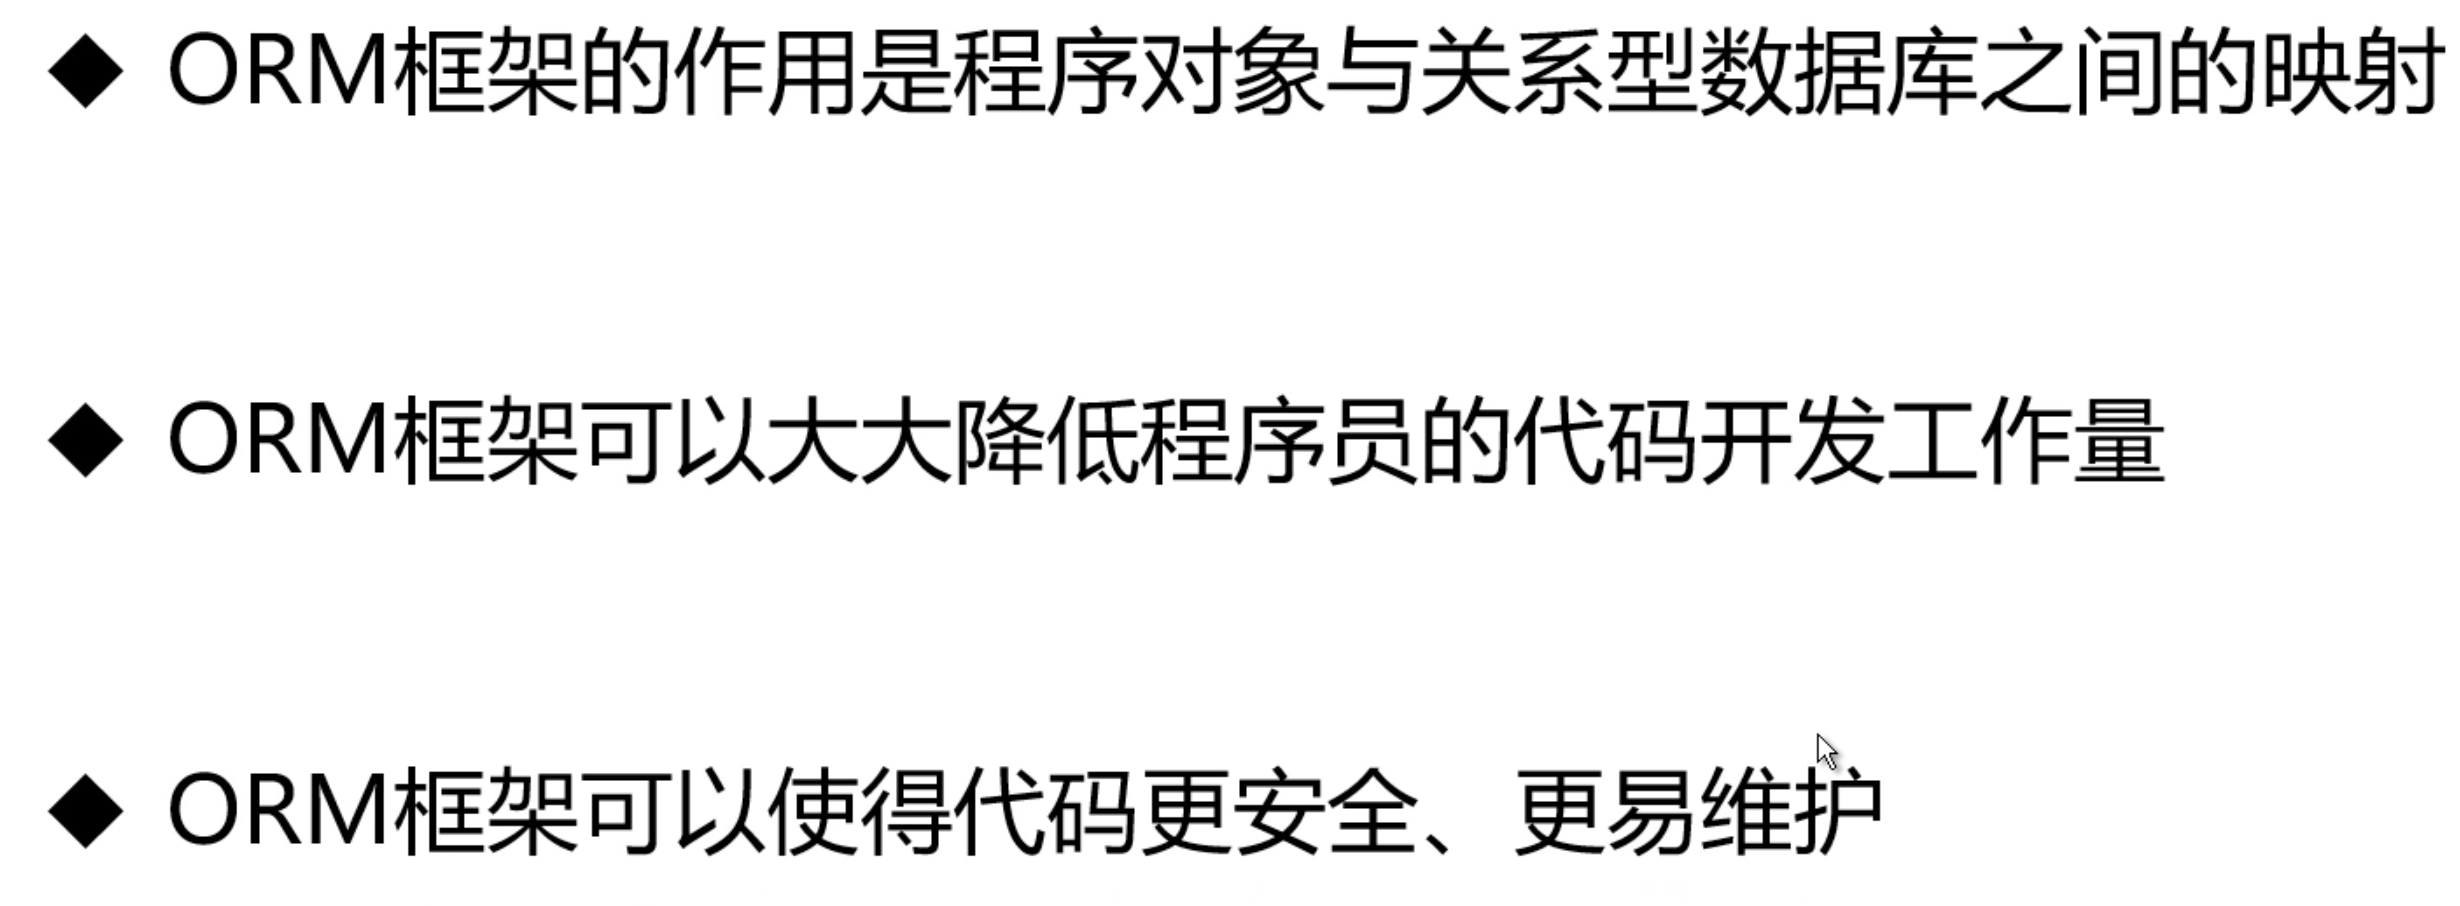 ◆ ORM框架的作用是程序对象与关系型数据库之间的映射
◆ ORM框架可以大大降低程序员的代码开发工作量
◆ ORM框架可以使得代码更安全、更易维护